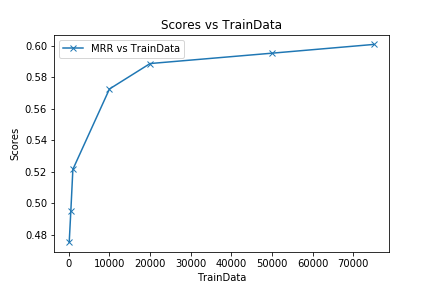 Scores vs TrainData
MRR vs TrainData
0.60
0.58
0.56
0.54
0.52
0.50
0.48
Scores
0 10000 20000 30000 40000 50000 60000 70000
TrainData